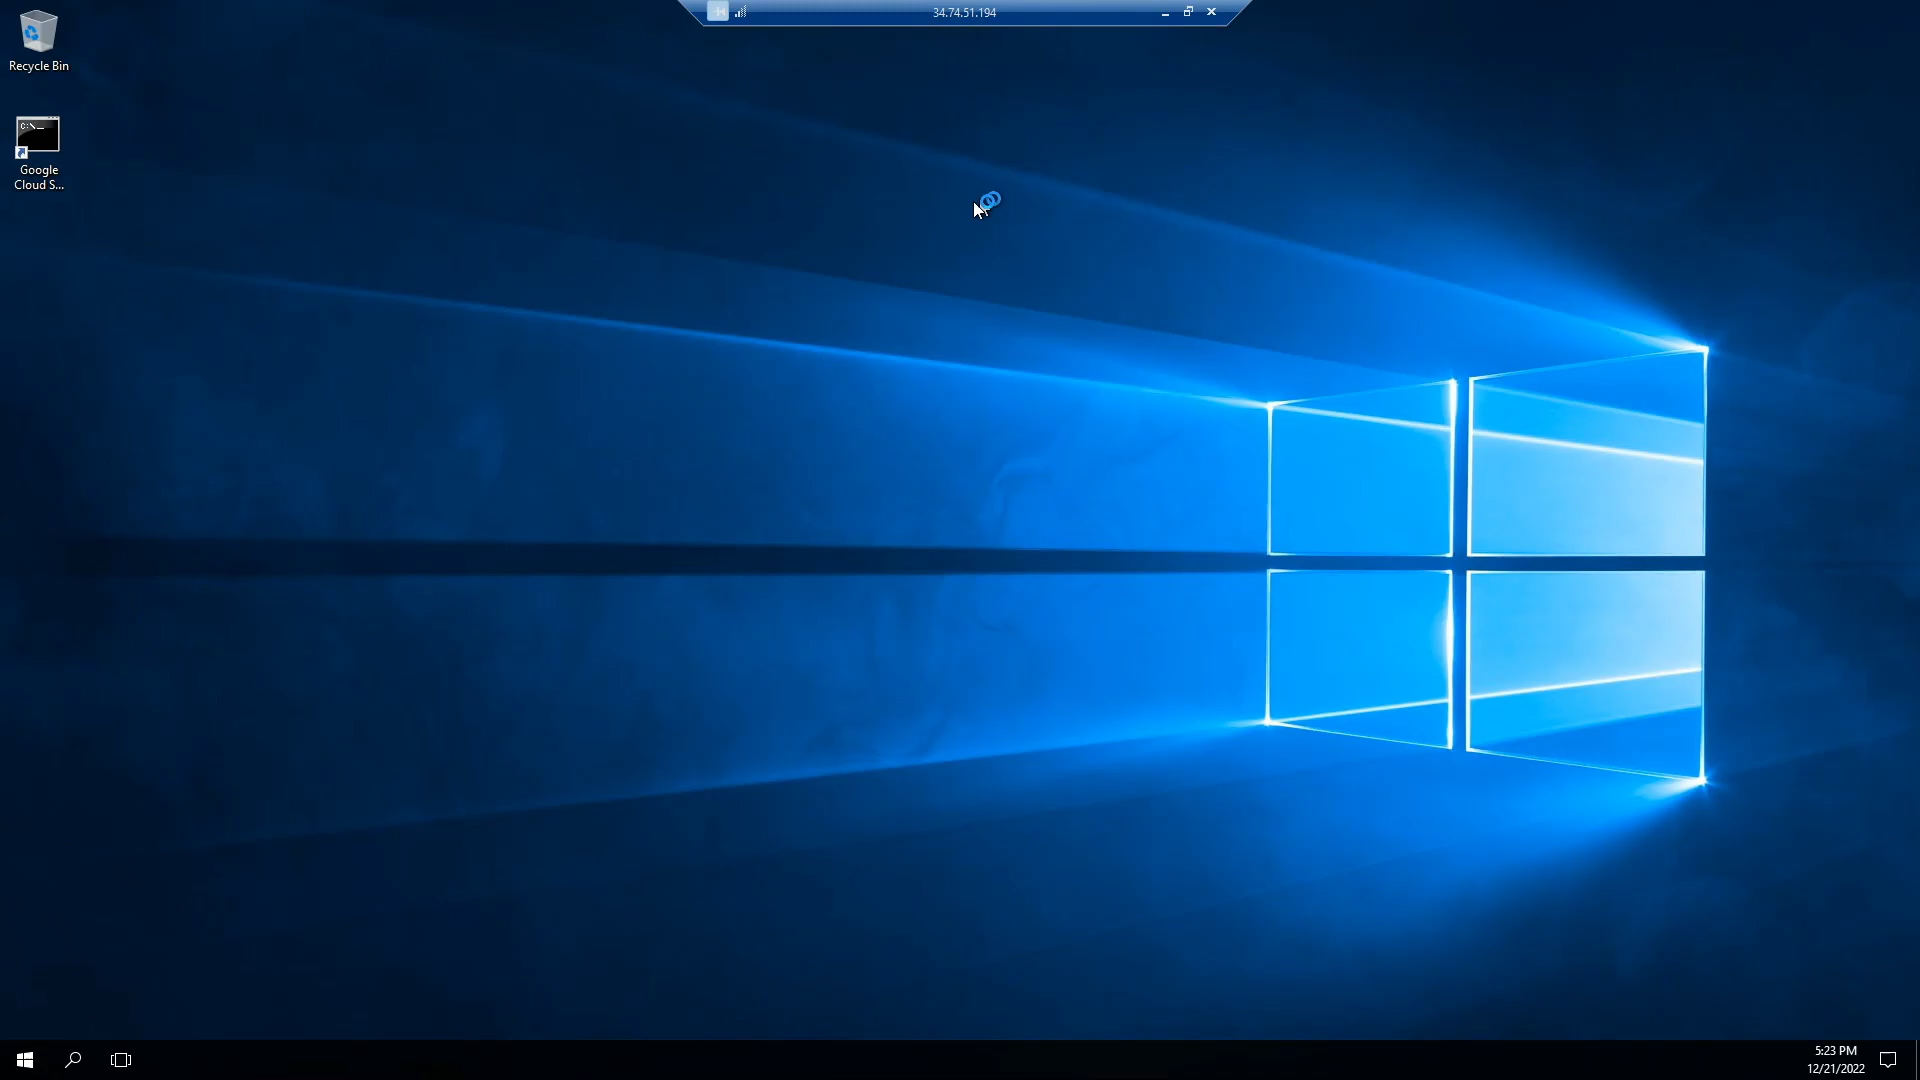 34.74.51.194
Recycle Bin
C:\_
Google
Cloud S...
5:23 PM
12/21/2022